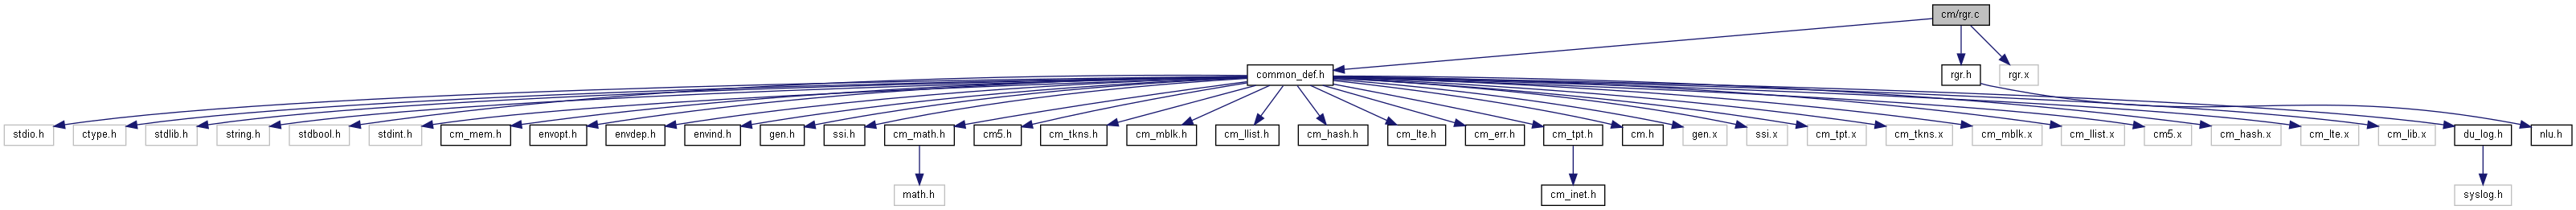 cm/rgr.c
common_def.h
rgr.h
rgr.x
stdio.h
ctype.h
stdlib.h
string.h
stdbool.h
stdint.h
cm_mem.h
envopt.h
envdep.h
envind.h
gen.h
ssi.h
cm_math.h
cm5.h
cm_tkns.h
cm_mblk.h
cm_llist.h
cm_hash.h
cm_lte.h
cm_err.h
cm_tpt.h
cm.h
gen.x
ssi.x
cm_tpt.x
cm_tkns.x
cm_mblk.x
cm_llist.x
cm5.x
cm_hash.x
cm_lte.x
cm_lib.x
du_log.h
nlu.h
math.h
cm_inet.h
syslog.h